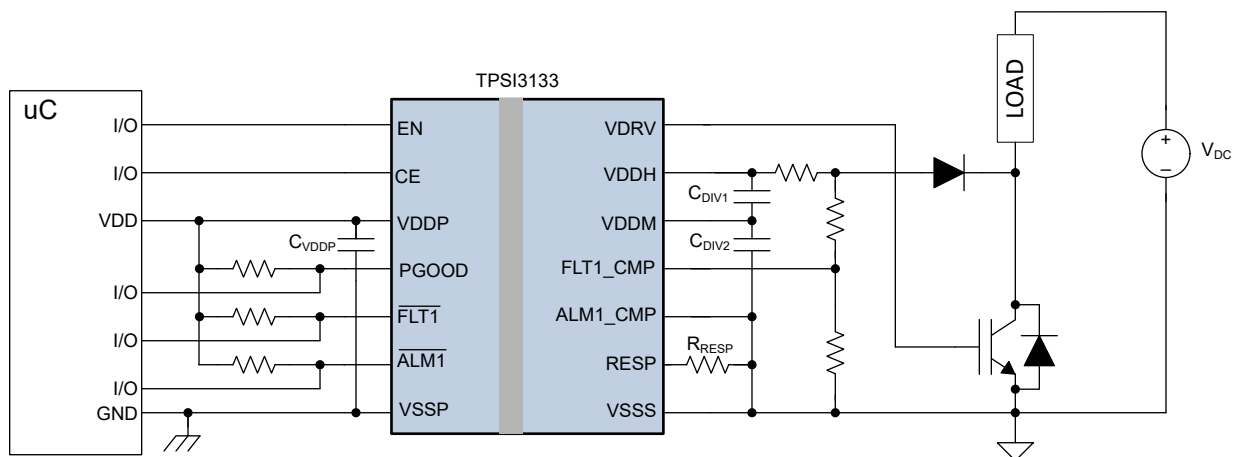 TPSI3133
uC
I/O
EN
VDRV
I/O
CE
VDDH
VDD
VDDP
VDDM
CVDDP
CDIV1
CDIV2
PGOOD
FLT1_CMP
I/O
FLT1
ALM1_CMP
I/O
ALM1
RESP
RRESP
I/O
GND
VSSP
VSSS
LOAD
+
−
VDC